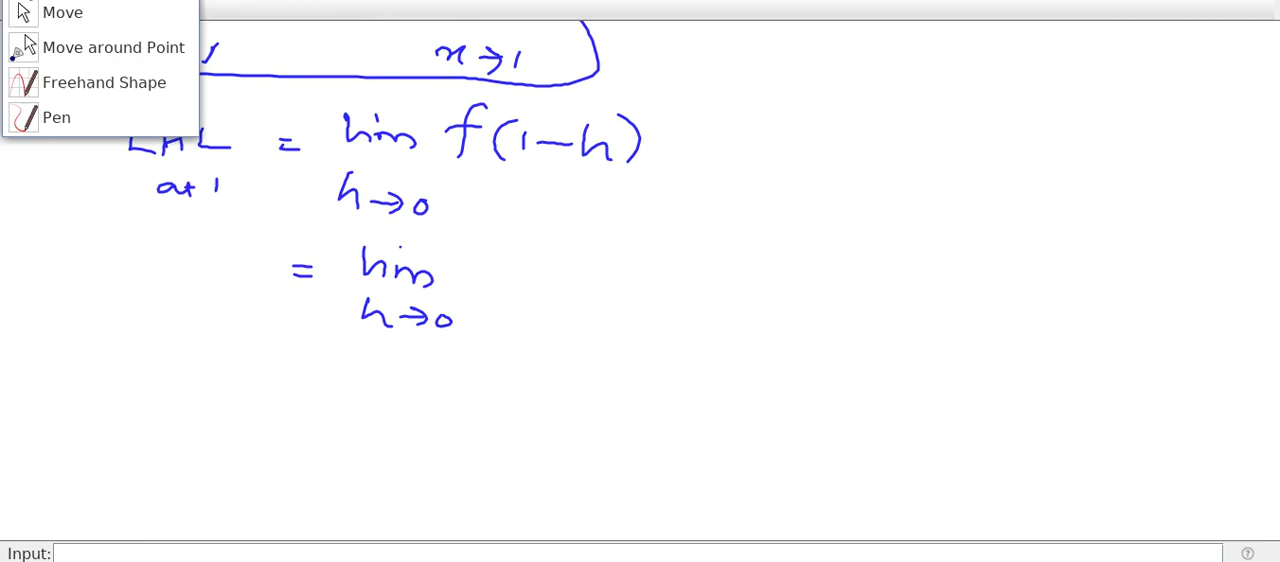 Move
Move around Point
Freehand Shape
Pen
x → 1
LHL = lim f(1-h)
at 1 h → 0
= lim
h → 0
Input: